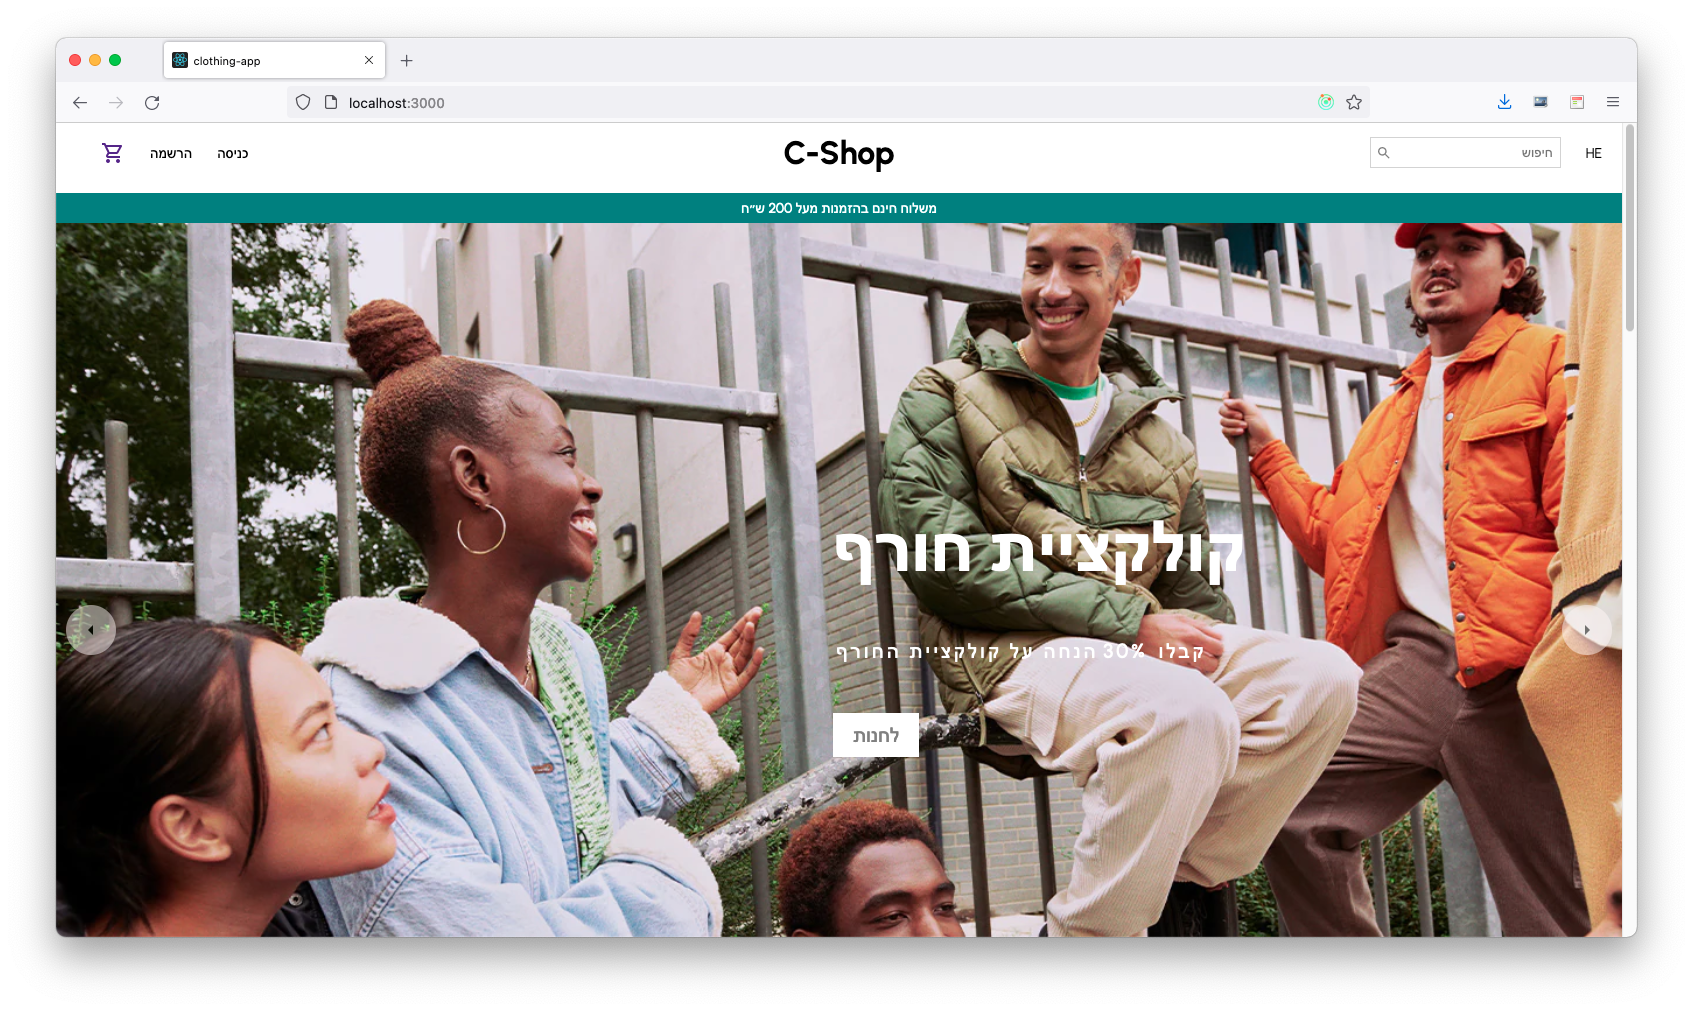 clothing-app
localhost:3000
HE
חיפוש
C-Shop
כניסה
הרשמה
משלוח חינם בהזמנות מעל 200 ש״ח
קולקציית חורף
קבלו 30% הנחה על קולקציית החורף
לחנות